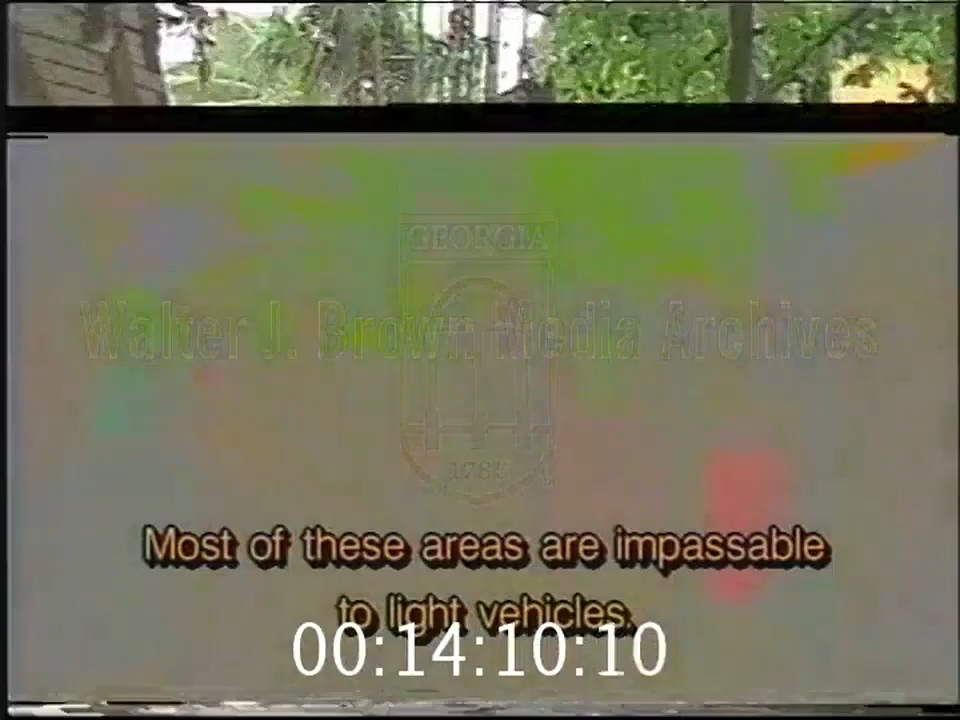 GEORGIA
Walter J. Brown Media Archives
1785
Most of these areas are impassable
to light vehicles.
00:14:10:10